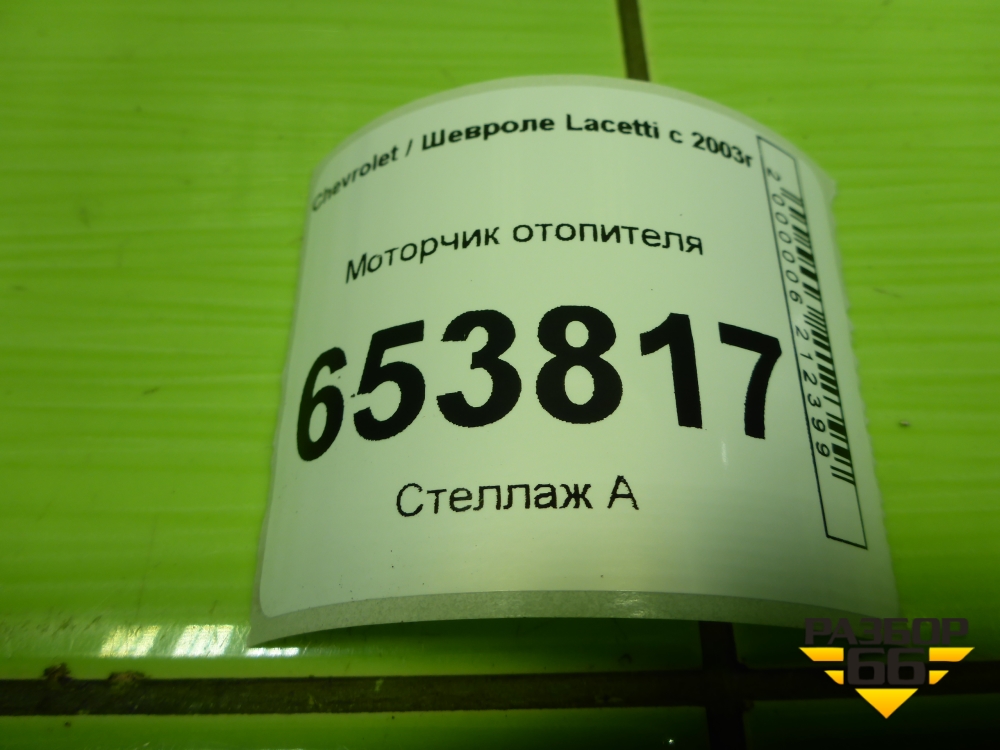 Chevrolet / Шевроле Lacetti с 2003г
Моторчик отопителя
653817
Стеллаж А
2000006212399
РАЗБОР
66